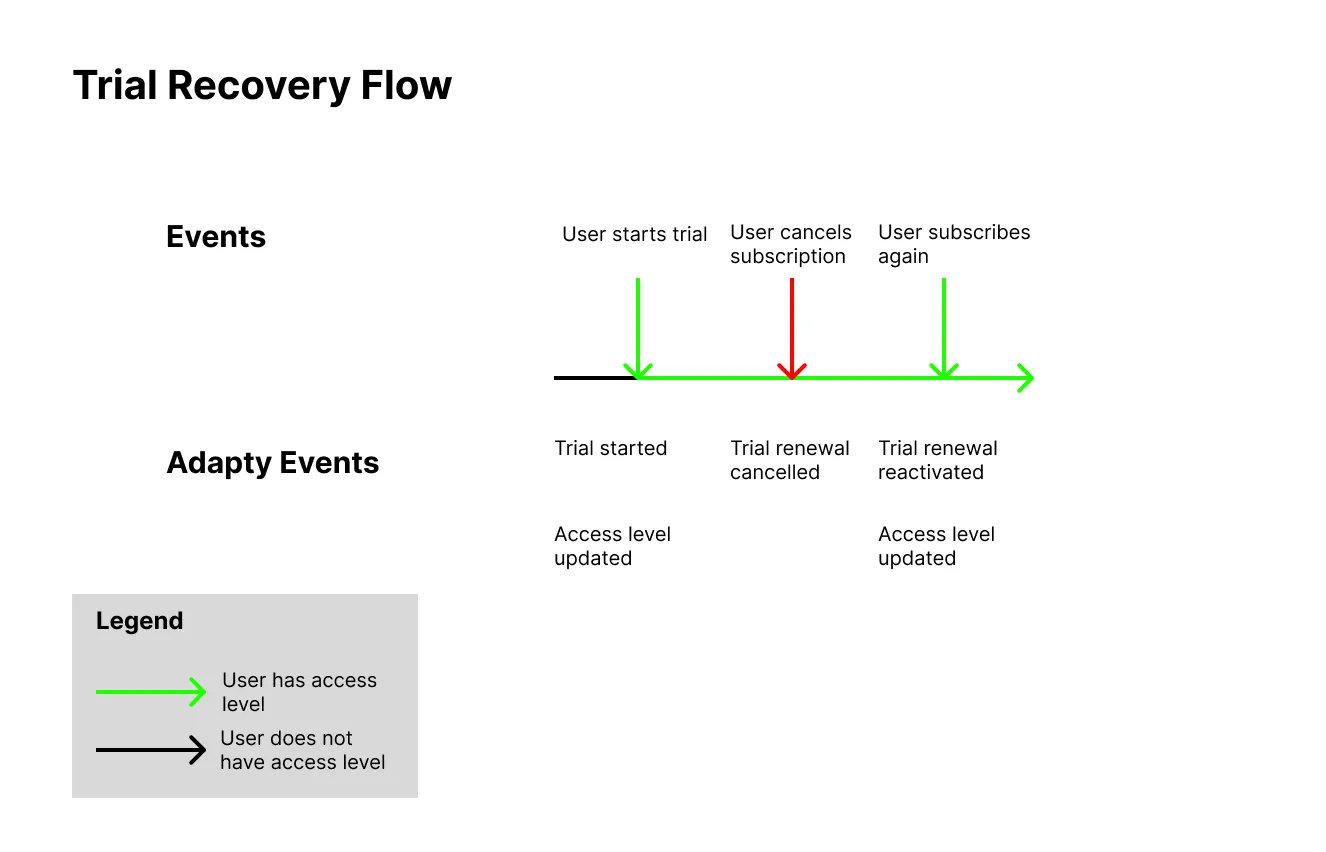 Trial Recovery Flow
Events
User starts trial
User cancels
subscription
User subscribes
again
Adapty Events
Trial started
Trial renewal
cancelled
Trial renewal
reactivated
Access level
updated
Access level
updated
Legend
User has access
level
User does not
have access level